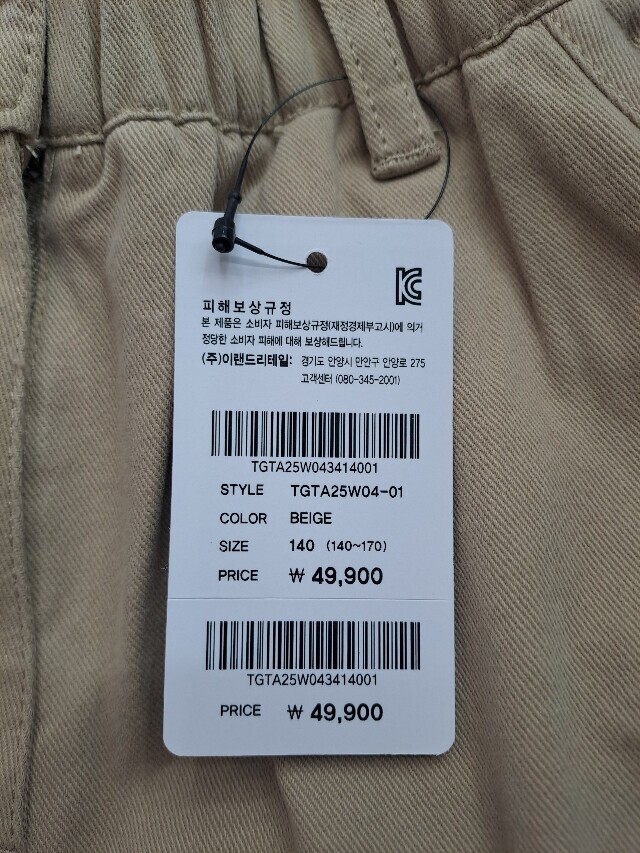 피해보상규정
본 제품은 소비자 피해보상규정(재정경제부고시)에 의거
정당한 소비자 피해에 대해 보상해드립니다.
(주)이랜드리테일: 경기도 안양시 만안구 안양로 275
고객센터 (080-345-2001)
TGTA25W043414001
STYLE TGTA25W04-01
COLOR BEIGE
SIZE 140 (140~170)
PRICE ₩ 49,900
TGTA25W043414001
PRICE ₩ 49,900